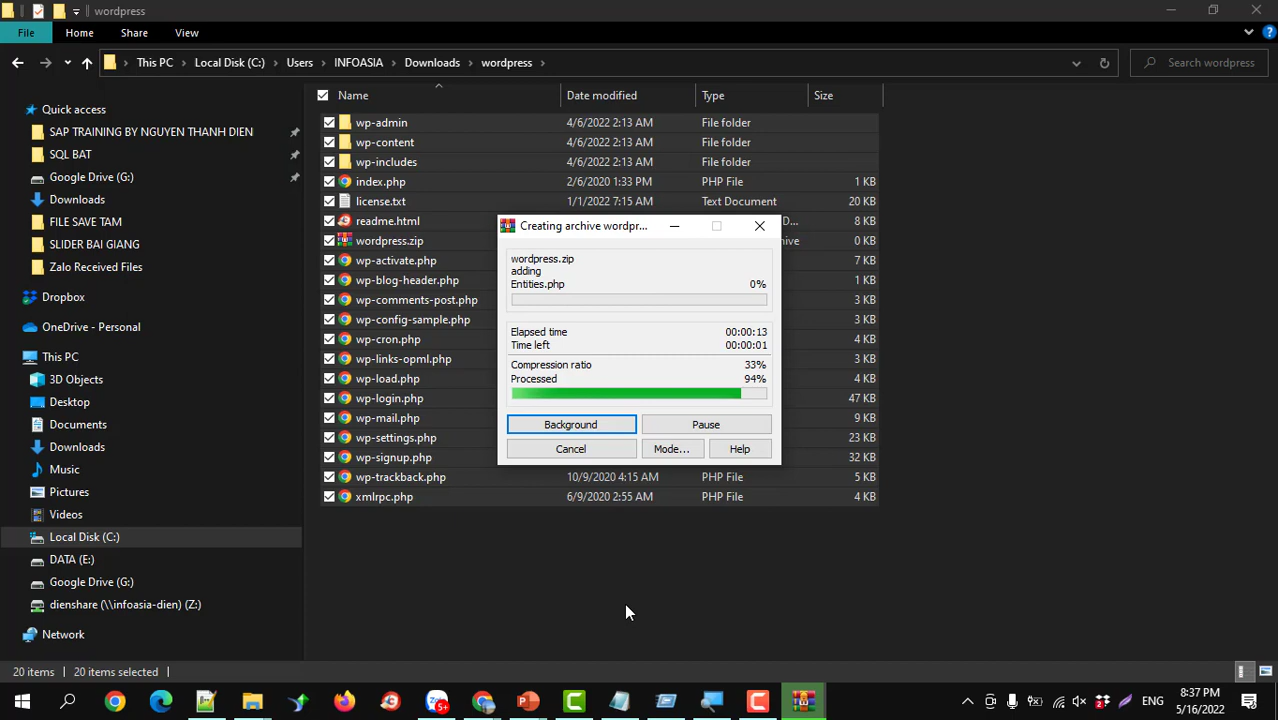 wordpress
File Home Share View
This PC Local Disk (C:) Users INFOASIA Downloads wordpress Search wordpress
Quick access
SAP TRAINING BY NGUYEN THANH DIEN
SQL BAT
Google Drive (G:)
Downloads
FILE SAVE TAM
SLIDER BAI GIANG
Zalo Received Files
Dropbox
OneDrive - Personal
This PC
3D Objects
Desktop
Documents
Downloads
Music
Pictures
Videos
Local Disk (C:)
DATA (E:)
Google Drive (G:)
dienshare (\\infoasia-dien) (Z:)
Network
Name Date modified Type Size
wp-admin 4/6/2022 2:13 AM File folder
wp-content 4/6/2022 2:13 AM File folder
wp-includes 4/6/2022 2:13 AM File folder
index.php 2/6/2020 1:33 PM PHP File 1 KB
license.txt 1/1/2022 7:15 AM Text Document 20 KB
readme.html D... 8 KB
wordpress.zip hive 0 KB
wp-activate.php 7 KB
wp-blog-header.php 1 KB
wp-comments-post.php 3 KB
wp-config-sample.php 3 KB
wp-cron.php 4 KB
wp-links-opml.php 3 KB
wp-load.php 4 KB
wp-login.php 47 KB
wp-mail.php 9 KB
wp-settings.php 23 KB
wp-signup.php 32 KB
wp-trackback.php 10/9/2020 4:15 AM PHP File 5 KB
xmlrpc.php 6/9/2020 2:55 AM PHP File 4 KB
Creating archive wordpr...
wordpress.zip
adding
Entities.php 0%
Elapsed time 00:00:13
Time left 00:00:01
Compression ratio 33%
Processed 94%
Background Pause
Cancel Mode... Help
20 items 20 items selected
5+
ENG
8:37 PM
5/16/2022